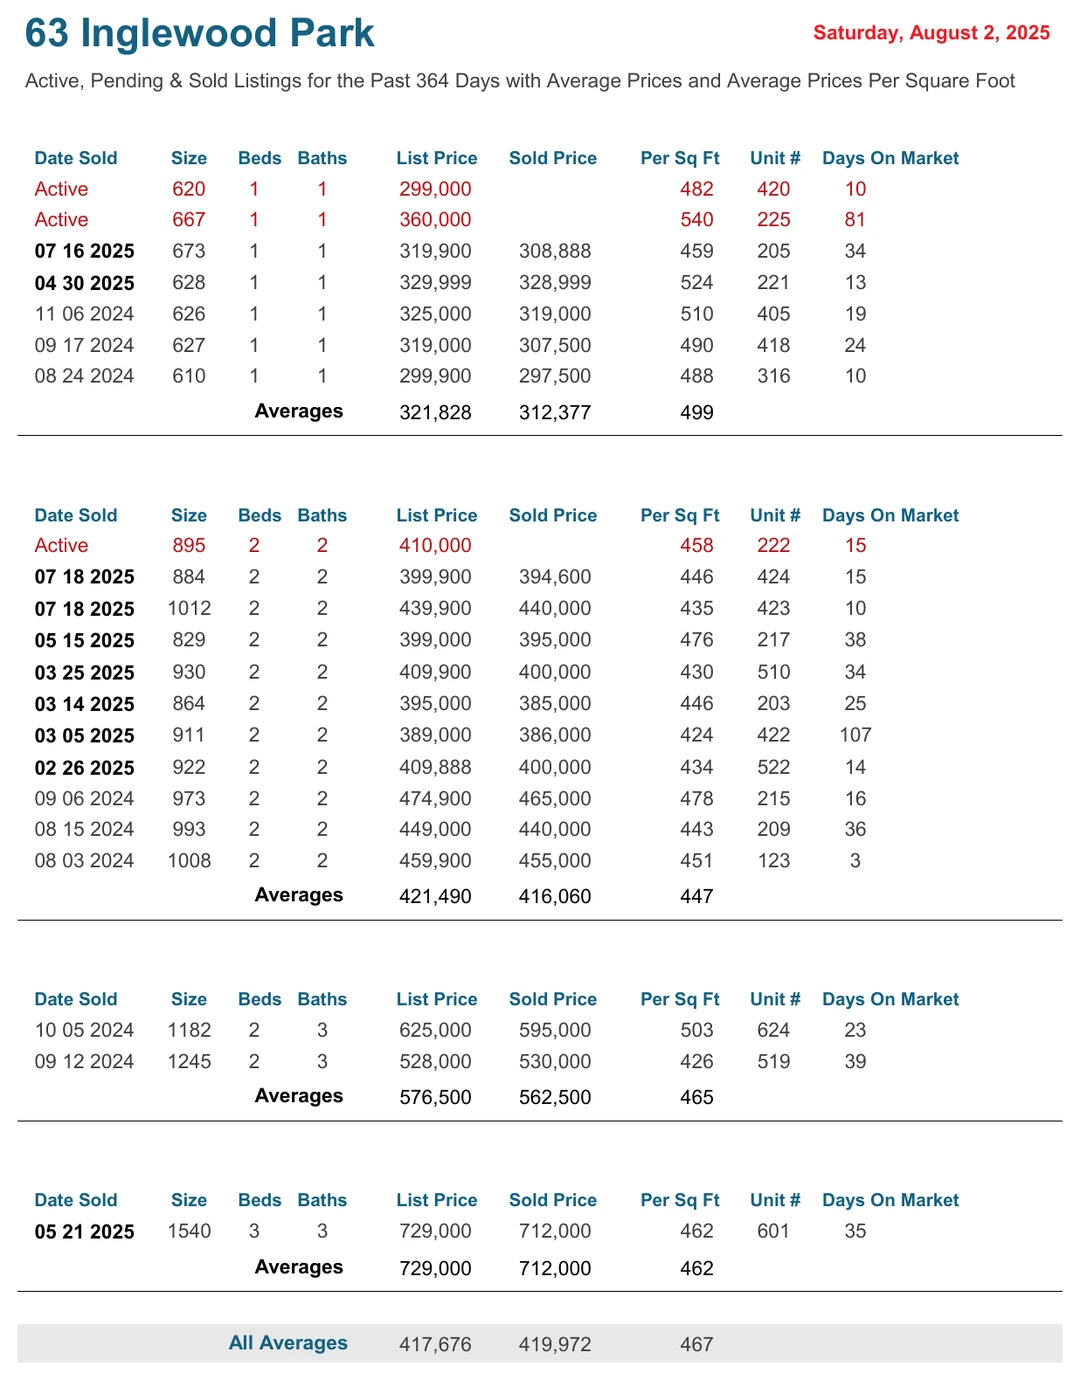 63 Inglewood Park
Saturday, August 2, 2025
Active, Pending & Sold Listings for the Past 364 Days with Average Prices and Average Prices Per Square Foot
Date Sold Size Beds Baths List Price Sold Price Per Sq Ft Unit # Days On Market
Active 620 1 1 299,000 482 420 10
Active 667 1 1 360,000 540 225 81
07 16 2025 673 1 1 319,900 308,888 459 205 34
04 30 2025 628 1 1 329,999 328,999 524 221 13
11 06 2024 626 1 1 325,000 319,000 510 405 19
09 17 2024 627 1 1 319,000 307,500 490 418 24
08 24 2024 610 1 1 299,900 297,500 488 316 10
Averages 321,828 312,377 499
Date Sold Size Beds Baths List Price Sold Price Per Sq Ft Unit # Days On Market
Active 895 2 2 410,000 458 222 15
07 18 2025 884 2 2 399,900 394,600 446 424 15
07 18 2025 1012 2 2 439,900 440,000 435 423 10
05 15 2025 829 2 2 399,000 395,000 476 217 38
03 25 2025 930 2 2 409,900 400,000 430 510 34
03 14 2025 864 2 2 395,000 385,000 446 203 25
03 05 2025 911 2 2 389,000 386,000 424 422 107
02 26 2025 922 2 2 409,888 400,000 434 522 14
09 06 2024 973 2 2 474,900 465,000 478 215 16
08 15 2024 993 2 2 449,000 440,000 443 209 36
08 03 2024 1008 2 2 459,900 455,000 451 123 3
Averages 421,490 416,060 447
Date Sold Size Beds Baths List Price Sold Price Per Sq Ft Unit # Days On Market
10 05 2024 1182 2 3 625,000 595,000 503 624 23
09 12 2024 1245 2 3 528,000 530,000 426 519 39
Averages 576,500 562,500 465
Date Sold Size Beds Baths List Price Sold Price Per Sq Ft Unit # Days On Market
05 21 2025 1540 3 3 729,000 712,000 462 601 35
Averages 729,000 712,000 462
All Averages 417,676 419,972 467